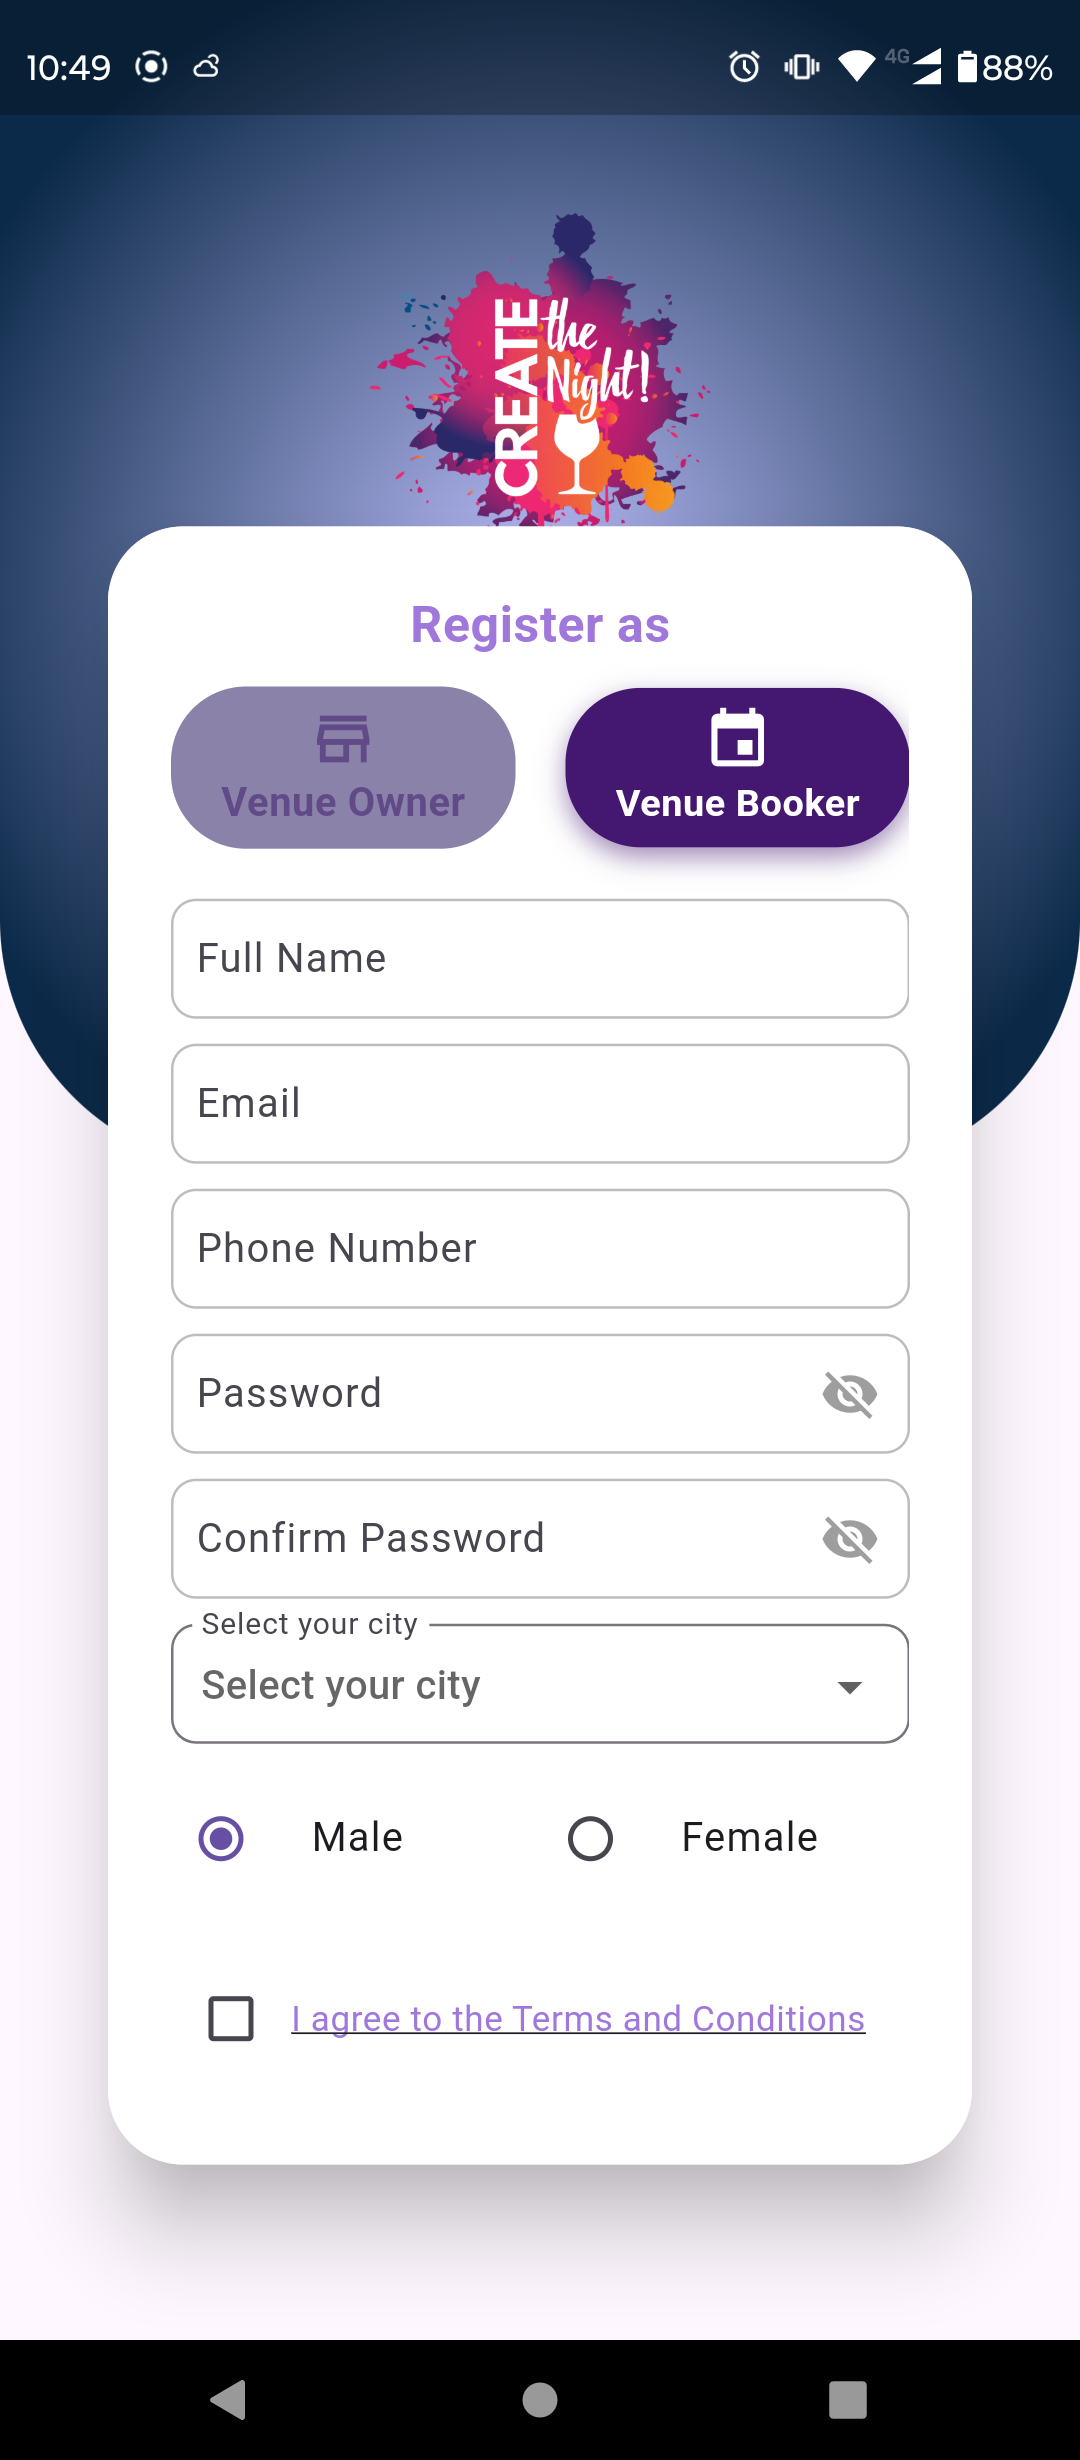 10:49
4G
88%
CREATE
the
Night!
Register as
Venue Owner
Venue Booker
Full Name
Email
Phone Number
Password
Confirm Password
Select your city
Select your city
Male
Female
I agree to the Terms and Conditions